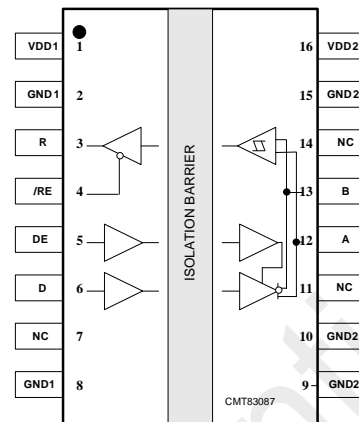 VDD1 1 16 VDD2
GND1 2 15 GND2
R 3 14 NC
/RE 4 13 B
DE 5 12 A
D 6 11 NC
NC 7 10 GND2
GND1 8 9 GND2
ISOLATION BARRIER
CMT83087